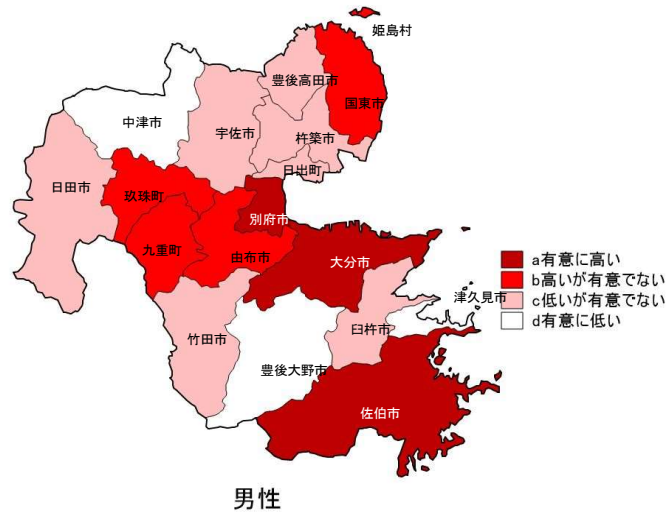 姫島村
豊後高田市
国東市
中津市
宇佐市
杵築市
日出町
日田市
玖珠町
別府市
九重町
由布市
大分市
a有意に高い
b高いが有意でない
c低いが有意でない
d有意に低い
津久見市
臼杵市
竹田市
豊後大野市
佐伯市
男性